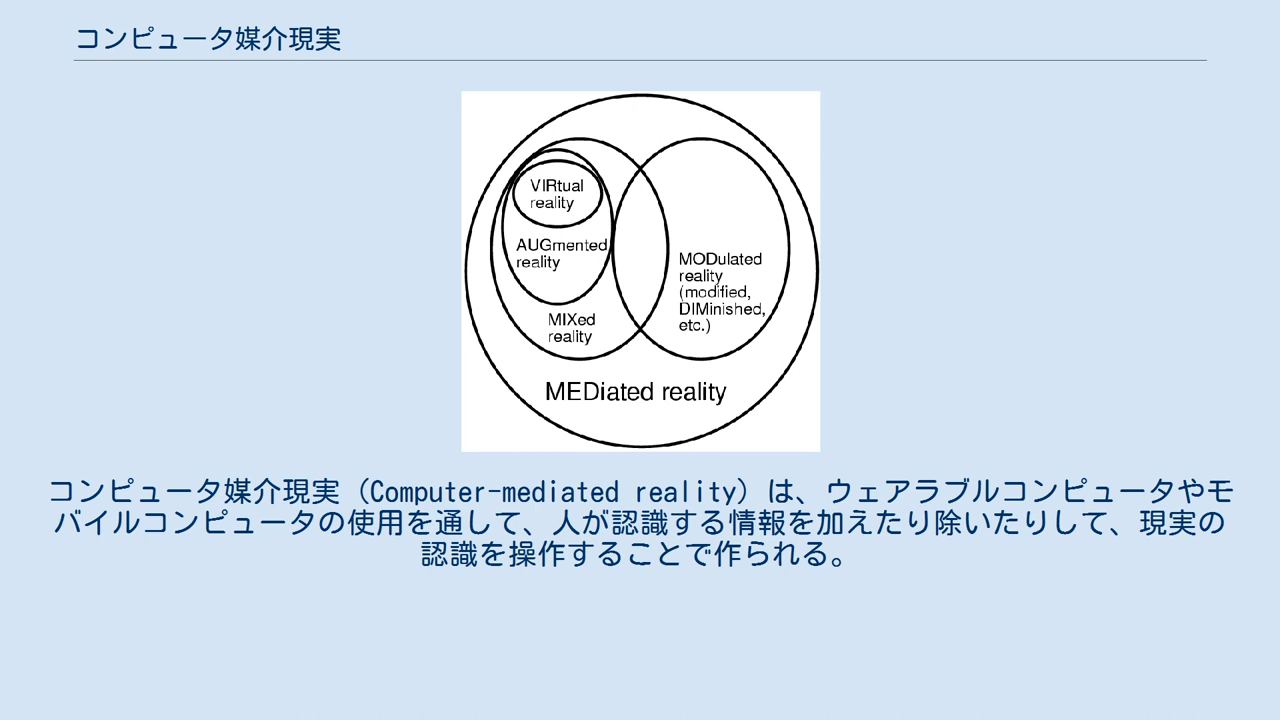 コンピュータ媒介現実
VIRtual
reality
AUGmented
reality
MIXed
reality
MODulated
reality
(modified,
DIMinished,
etc.)
MEDiated reality
コンピュータ媒介現実（Computer-mediated reality）は、ウェアラブルコンピュータやモ
バイルコンピュータの使用を通して、人が認識する情報を加えたり除いたりして、現実の
認識を操作することで作られる。